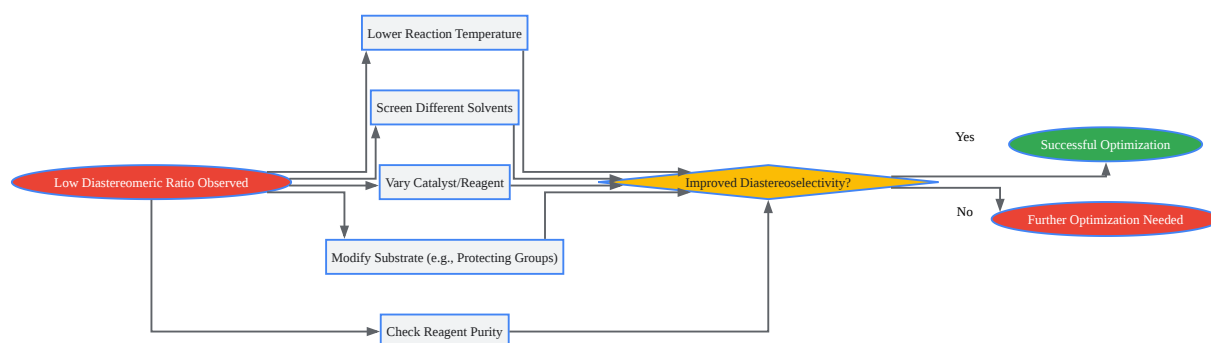 Lower Reaction Temperature
Screen Different Solvents
Yes
Successful Optimization
Low Diastereomeric Ratio Observed
Vary Catalyst/Reagent
Improved Diastereoselectivity?
No
Further Optimization Needed
Modify Substrate (e.g., Protecting Groups)
Check Reagent Purity